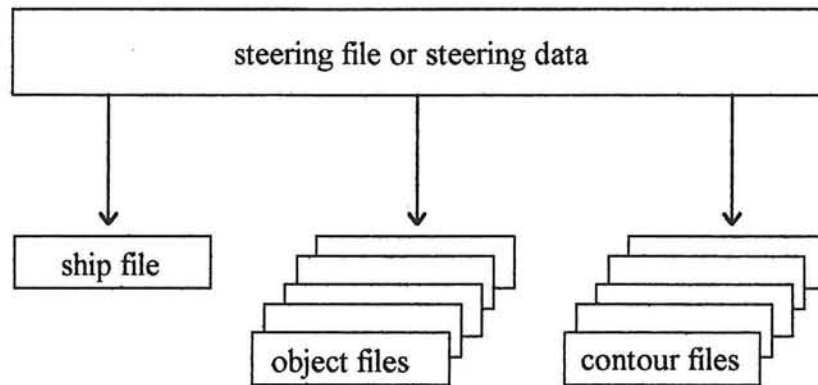 steering file or steering data
ship file
object files
contour files